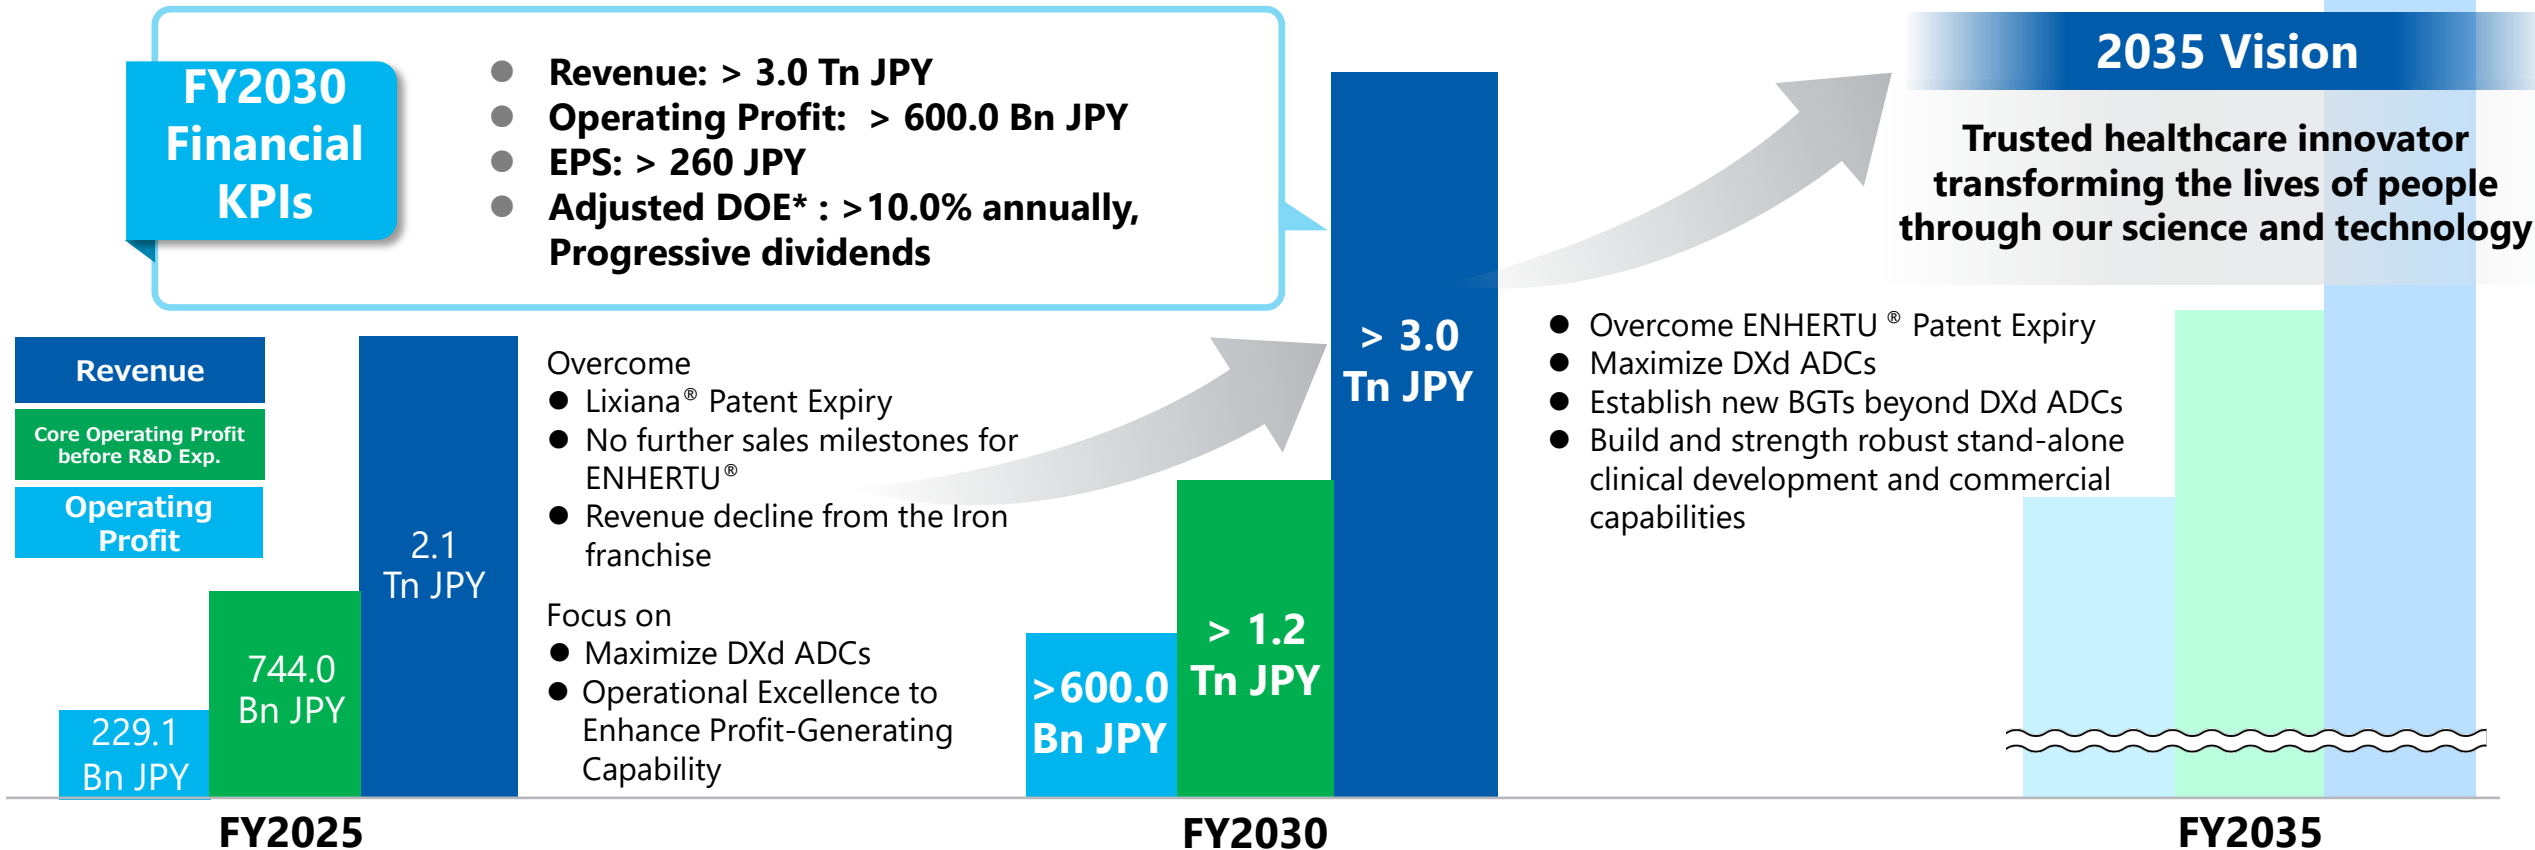 FY2030
Financial
KPIs
● Revenue: > 3.0 Tn JPY
● Operating Profit: > 600.0 Bn JPY
● EPS: > 260 JPY
● Adjusted DOE* : >10.0% annually,
Progressive dividends
2035 Vision
Trusted healthcare innovator
transforming the lives of people
through our science and technology
Revenue
Core Operating Profit
before R&D Exp.
Operating
Profit
229.1
Bn JPY
744.0
Bn JPY
2.1
Tn JPY
FY2025
Overcome
● Lixiana® Patent Expiry
● No further sales milestones for
ENHERTU®
● Revenue decline from the Iron
franchise
Focus on
● Maximize DXd ADCs
● Operational Excellence to
Enhance Profit-Generating
Capability
>600.0
Bn JPY
> 1.2
Tn JPY
> 3.0
Tn JPY
FY2030
● Overcome ENHERTU ® Patent Expiry
● Maximize DXd ADCs
● Establish new BGTs beyond DXd ADCs
● Build and strength robust stand-alone
clinical development and commercial
capabilities
FY2035